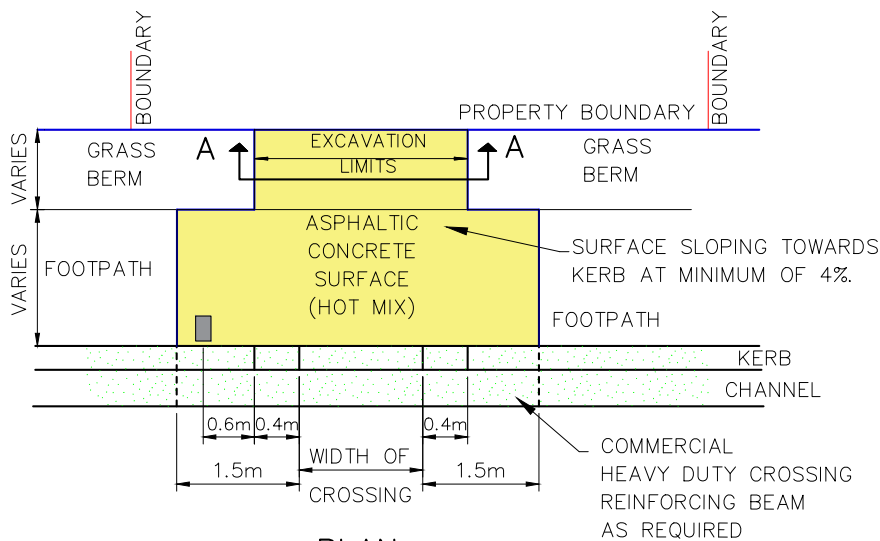 BOUNDARY
BOUNDARY
PROPERTY BOUNDARY
GRASS
BERM
A
EXCAVATION
LIMITS
A
GRASS
BERM
VARIES
VARIES
FOOTPATH
ASPHALTIC
CONCRETE
SURFACE
(HOT MIX)
SURFACE SLOPING TOWARDS
KERB AT MINIMUM OF 4%.
FOOTPATH
KERB
CHANNEL
0.6m
0.4m
0.4m
1.5m
WIDTH OF
CROSSING
1.5m
COMMERCIAL
HEAVY DUTY CROSSING
REINFORCING BEAM
AS REQUIRED
PLAN